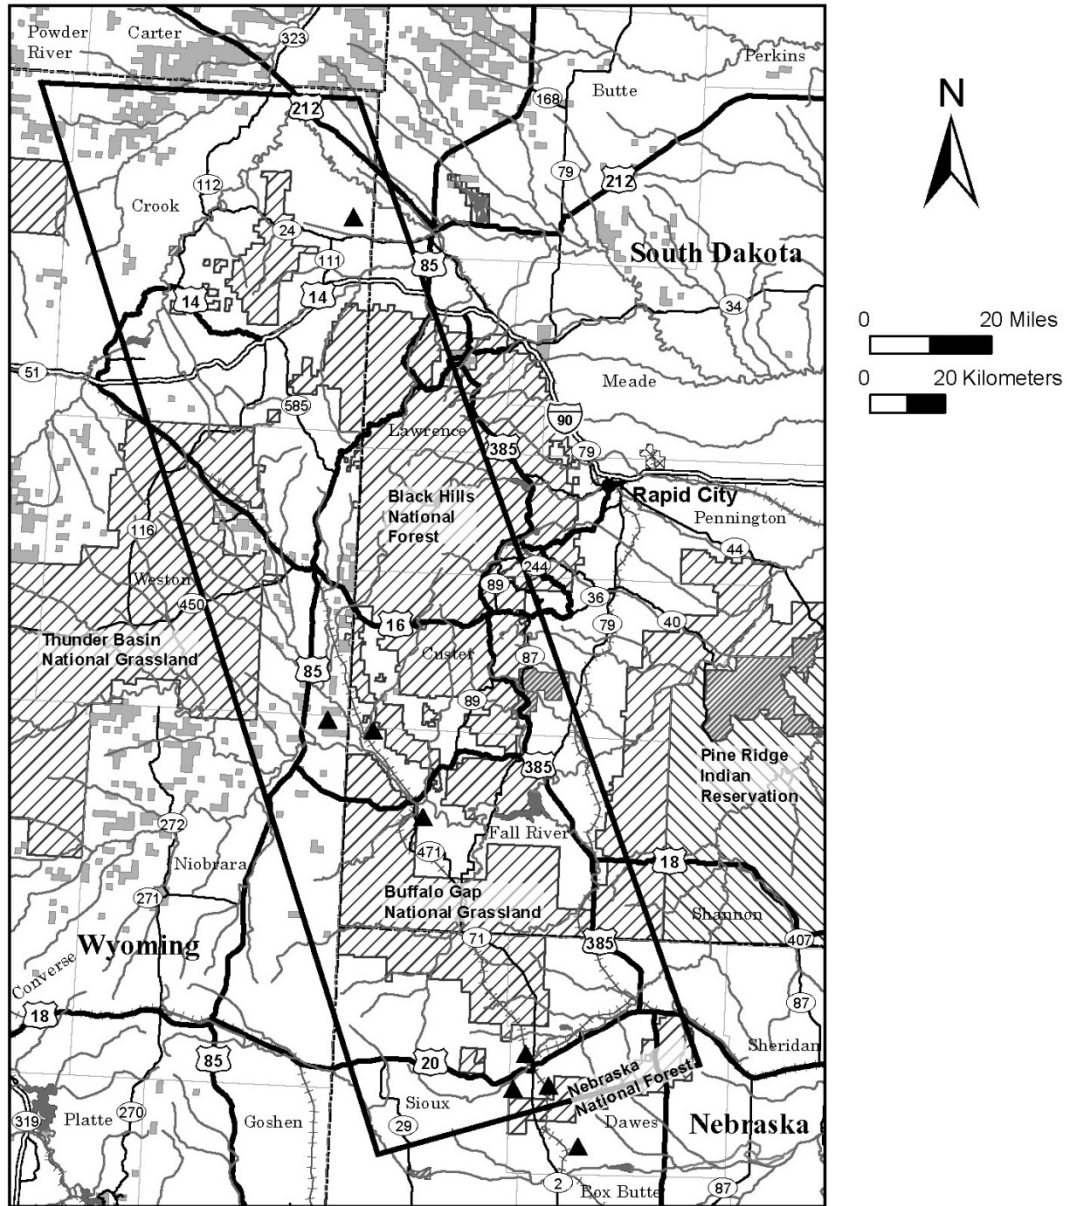 Powder
River
Carter
323
Perkins
168
Butte
212
N
79
212
112
Crook
24
South Dakota
111
85
14
14
34
0 20 Miles
0 20 Kilometers
51
Meade
585
90
Lawrence
385
79
Black Hills
National
Forest
Rapid City
Pennington
116
44
244
Weston
89
36
450
16
79
40
Thunder Basin
National Grassland
Custer
87
85
89
385
Pine Ridge
Indian
Reservation
272
Fall River
471
Niobrara
18
Buffalo Gap
National Grassland
271
Shannon
Wyoming
71
385
407
Converse
18
87
Sheridan
85
20
Nebraska
National Forest
Sioux
Platte
270
Goshen
319
29
Dawes
Nebraska
2
Box Butte
87